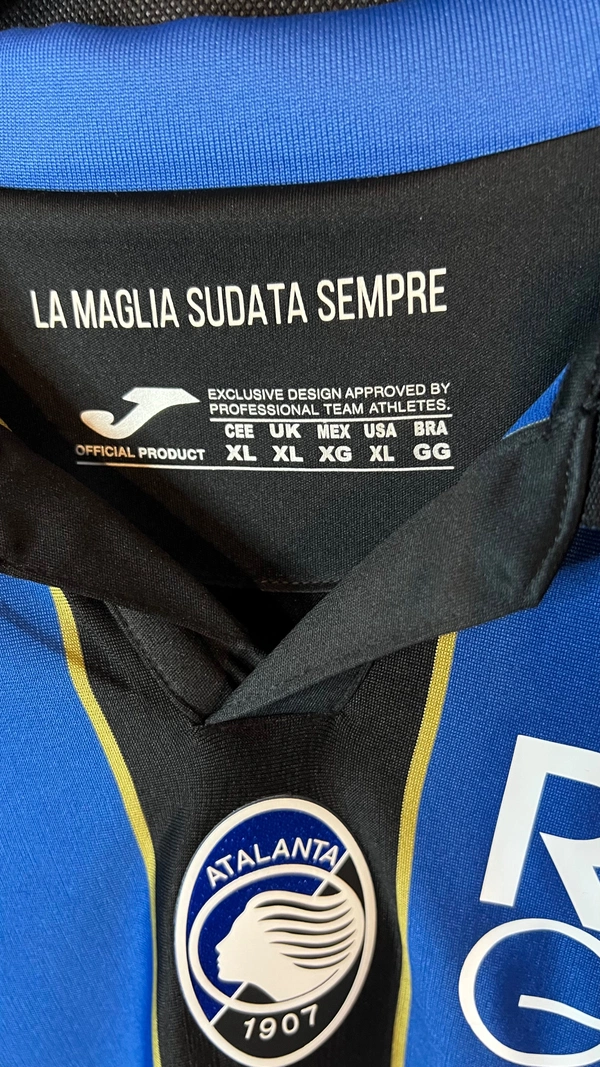 LA MAGLIA SUDATA SEMPRE
EXCLUSIVE DESIGN APPROVED BY
PROFESSIONAL TEAM ATHLETES.
OFFICIAL PRODUCT
CEE UK MEX USA BRA
XL XL XG XL GG
ATALANTA
1907